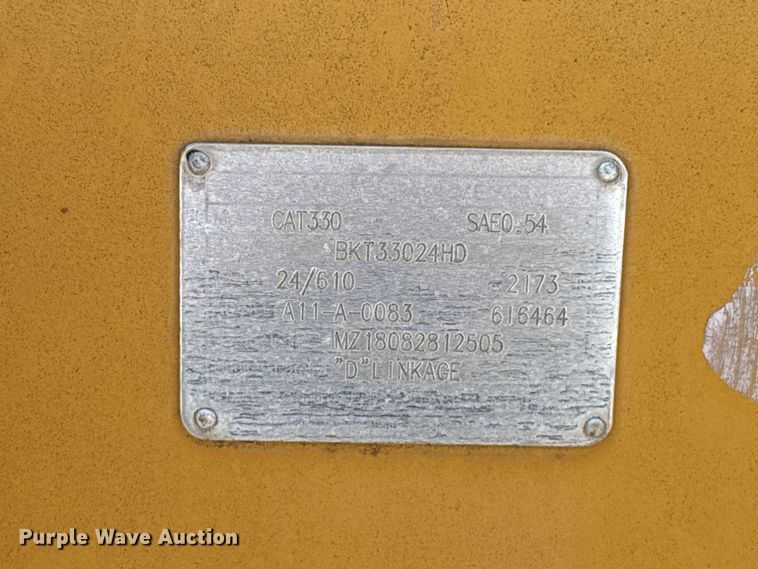 CAT330 SAE0.54
BKT33024HD
24/610 2173
A11-A-0083 616464
MZ18082812505
"D"LINKAGE
Purple Wave Auction